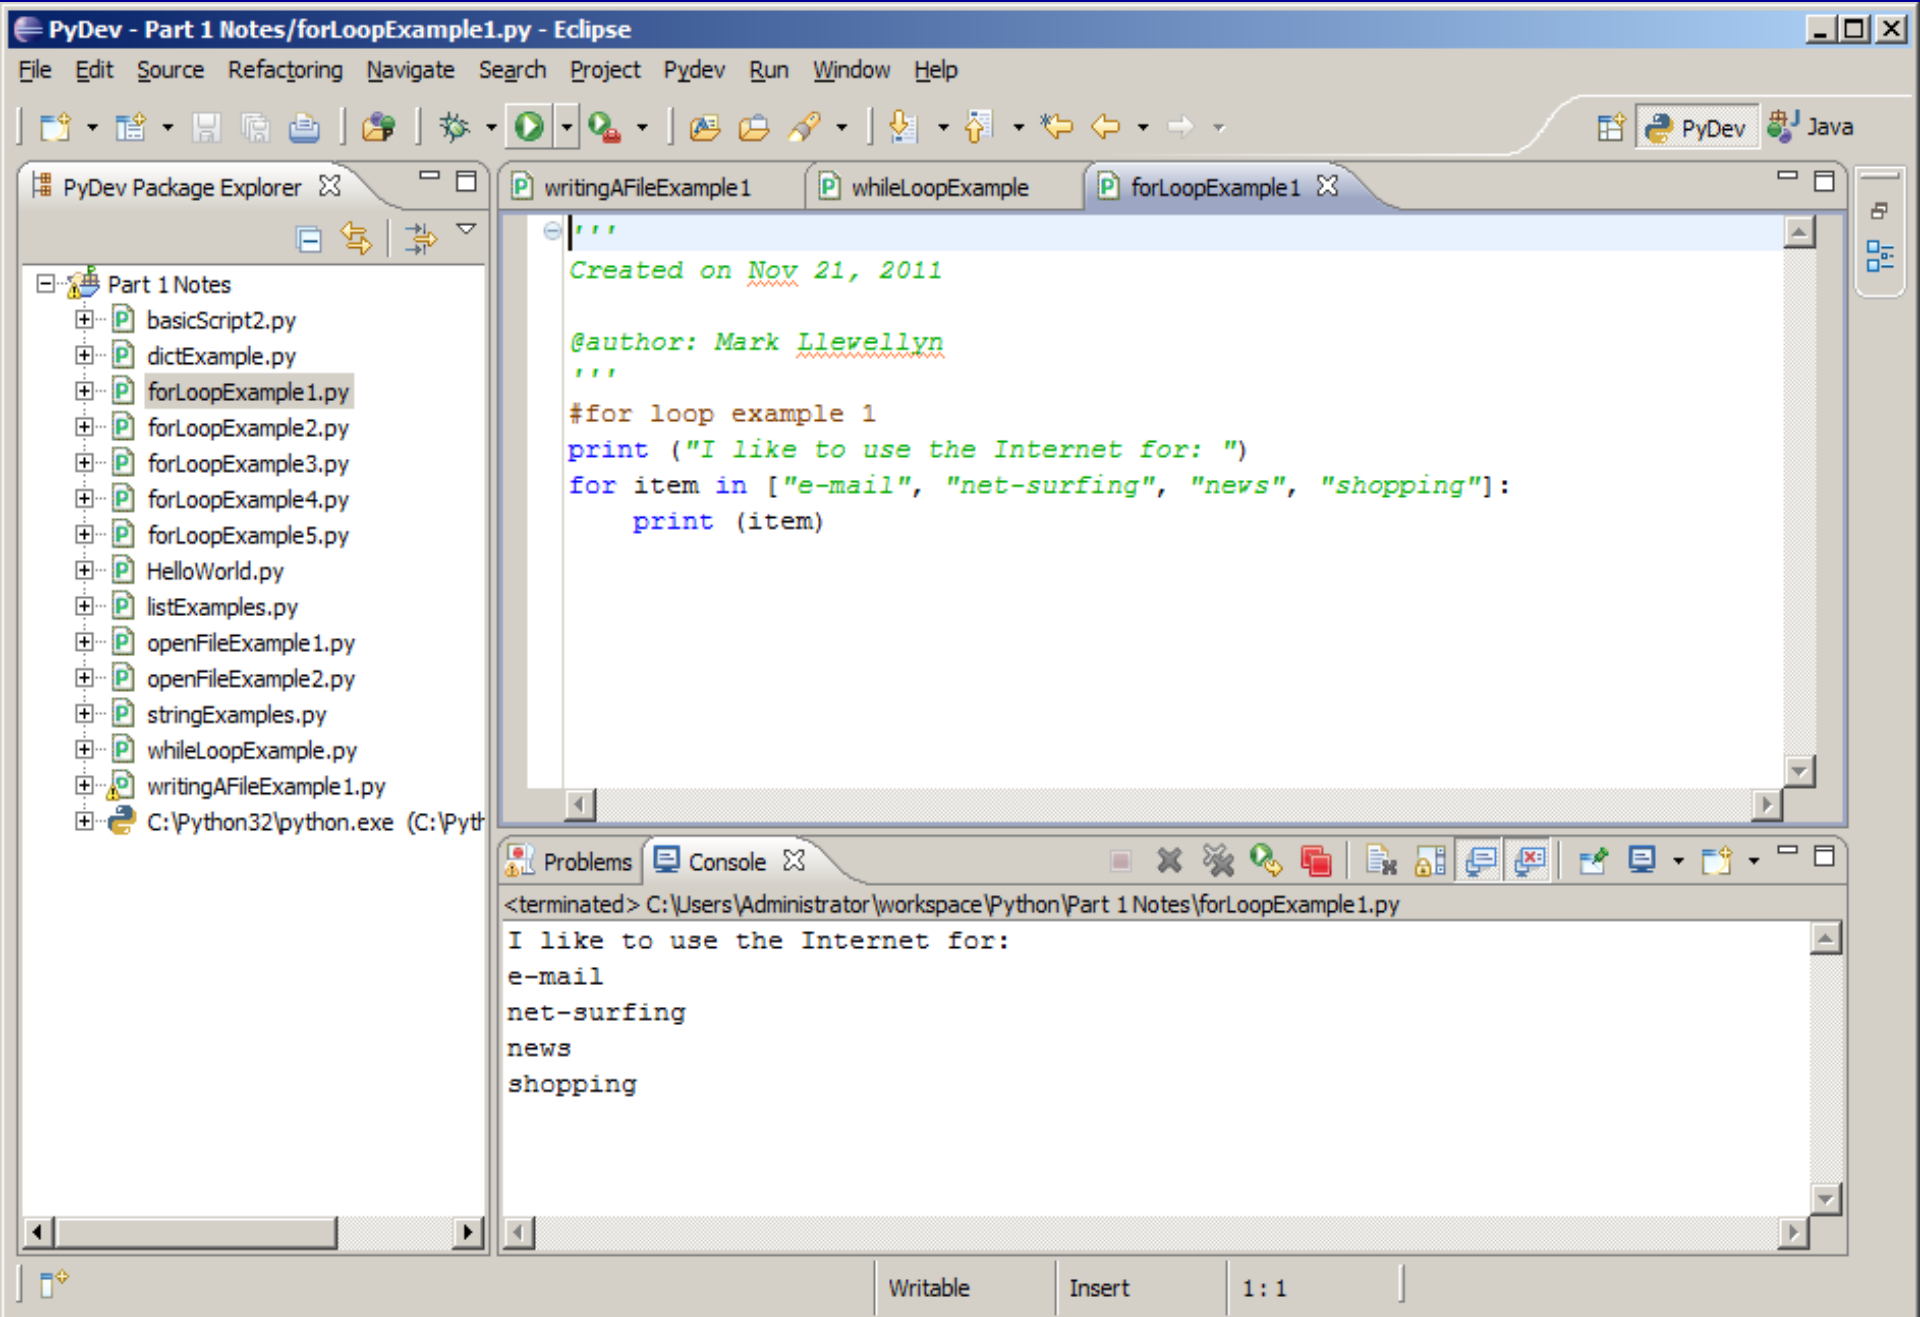 PyDev - Part 1 Notes/forLoopExample1.py - Eclipse
File Edit Source Refactoring Navigate Search Project Pydev Run Window Help
PyDev Java
PyDev Package Explorer
Part 1 Notes
basicScript2.py
dictExample.py
forLoopExample1.py
forLoopExample2.py
forLoopExample3.py
forLoopExample4.py
forLoopExample5.py
HelloWorld.py
listExamples.py
openFileExample1.py
openFileExample2.py
stringExamples.py
whileLoopExample.py
writingAFileExample1.py
C:\Python32\python.exe (C:\Pyth
writingAFileExample1 whileLoopExample forLoopExample1
'''
Created on Nov 21, 2011
@author: Mark Llewellyn
'''
#for loop example 1
print ("I like to use the Internet for: ")
for item in ["e-mail", "net-surfing", "news", "shopping"]:
    print (item)
Problems Console
<terminated> C:\Users\Administrator\workspace\Python\Part 1 Notes\forLoopExample1.py
I like to use the Internet for:
e-mail
net-surfing
news
shopping
Writable Insert 1 : 1